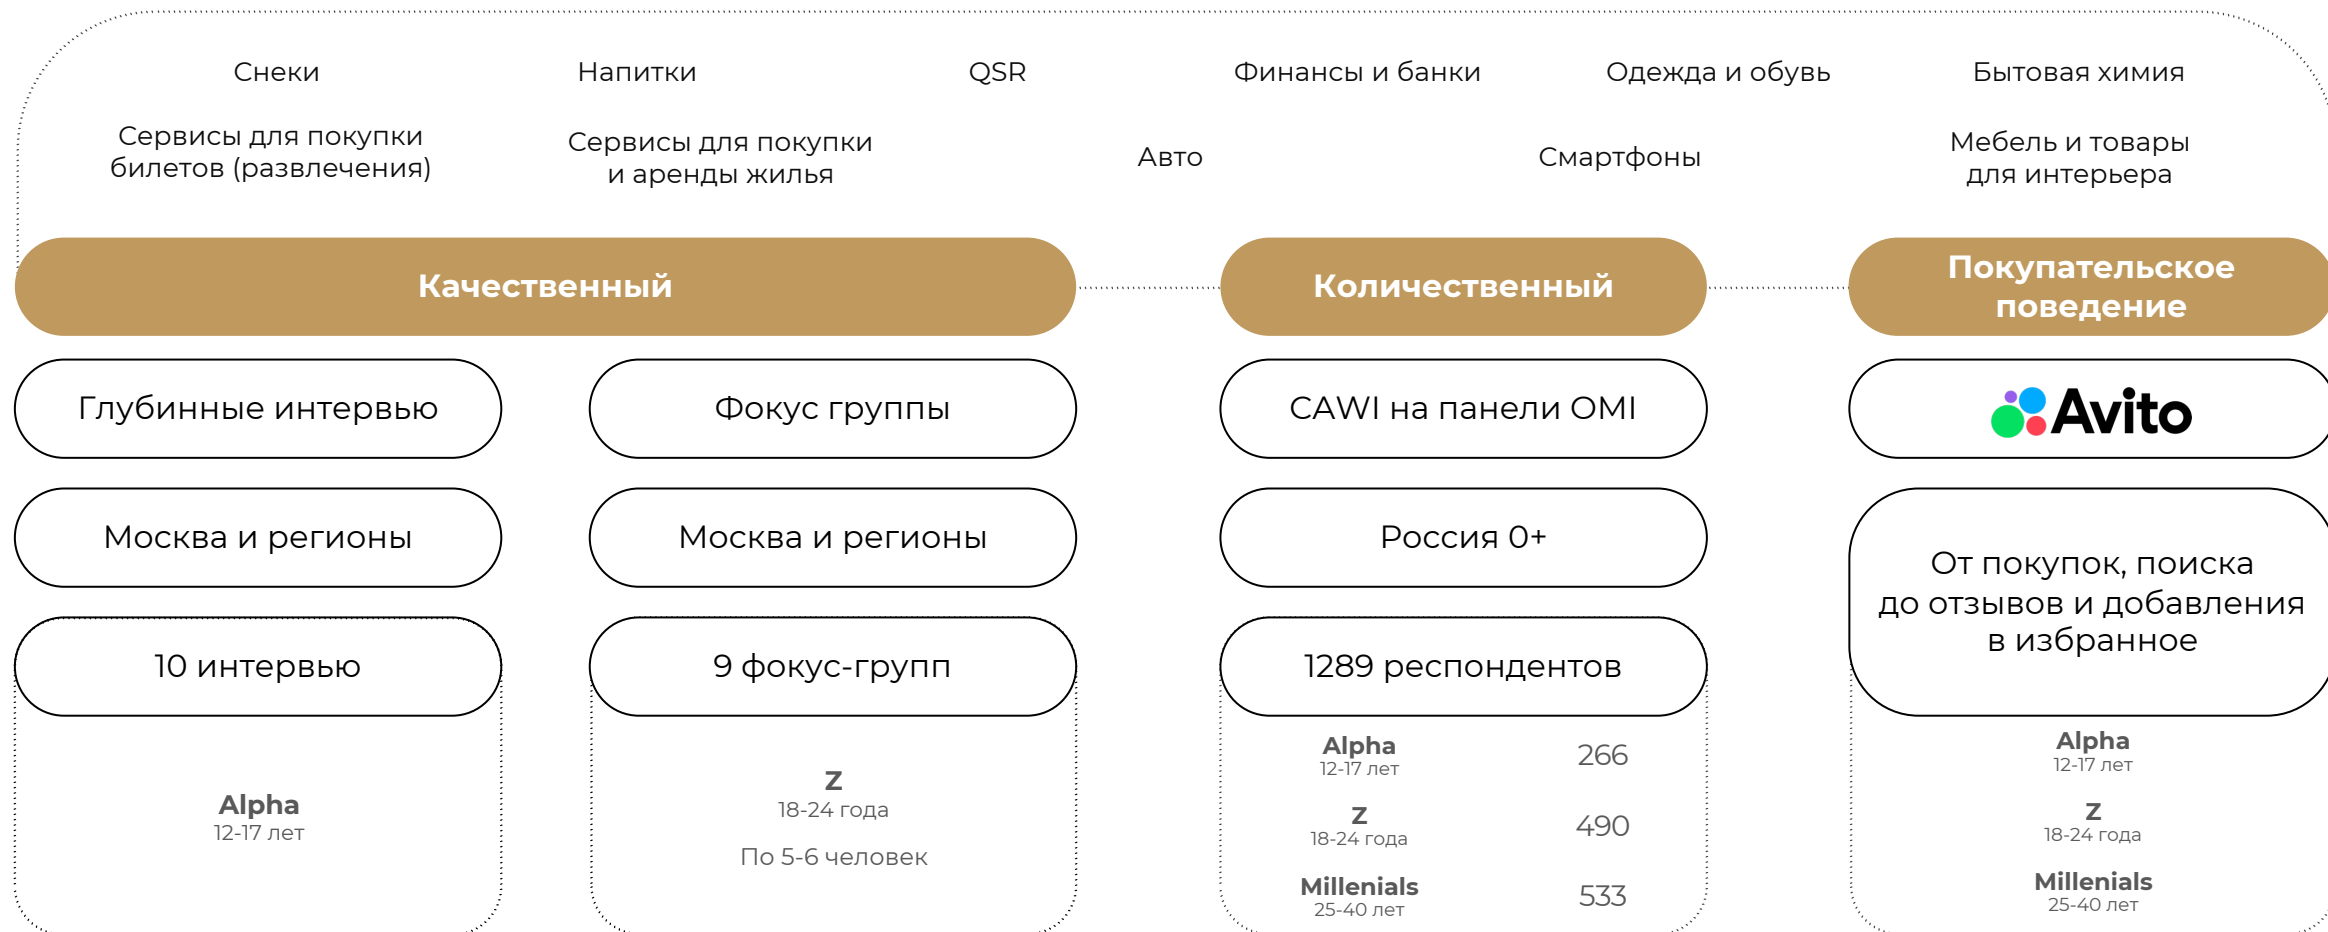 Снеки
Напитки
QSR
Финансы и банки
Одежда и обувь
Бытовая химия
Сервисы для покупки
билетов (развлечения)
Сервисы для покупки
и аренды жилья
Авто
Смартфоны
Мебель и товары
для интерьера
Качественный
Количественный
Покупательское
поведение
Глубинные интервью
Фокус группы
CAWI на панели OMI
Avito
Москва и регионы
Москва и регионы
Россия 0+
От покупок, поиска
до отзывов и добавления
в избранное
10 интервью
9 фокус-групп
1289 респондентов
Alpha
12-17 лет
Z
18-24 года
По 5-6 человек
Alpha
12-17 лет
266
Z
18-24 года
490
Millenials
25-40 лет
533
Alpha
12-17 лет
Z
18-24 года
Millenials
25-40 лет